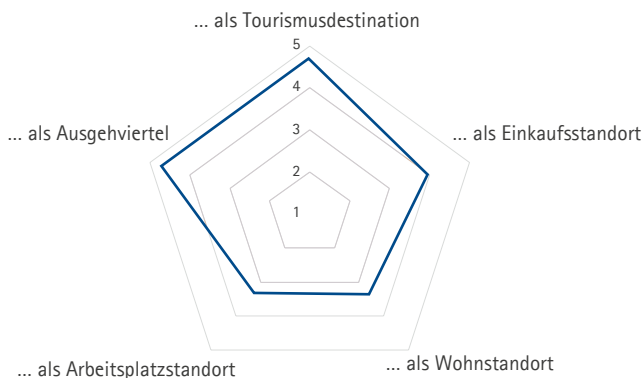 ... als Tourismusdestination
5
4
... als Ausgehviertel
... als Einkaufsstandort
3
2
1
... als Arbeitsplatzstandort
... als Wohnstandort